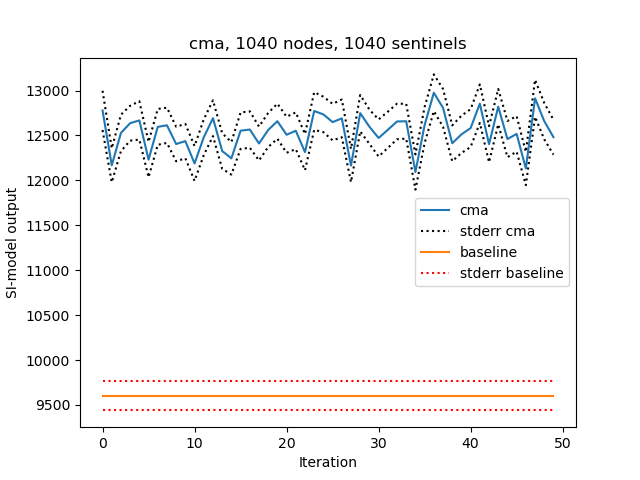 cma, 1040 nodes, 1040 sentinels
13000
12500
12000
11500
11000
10500
10000
9500
SI-model output
cma
stderr cma
baseline
stderr baseline
0 10 20 30 40 50
Iteration